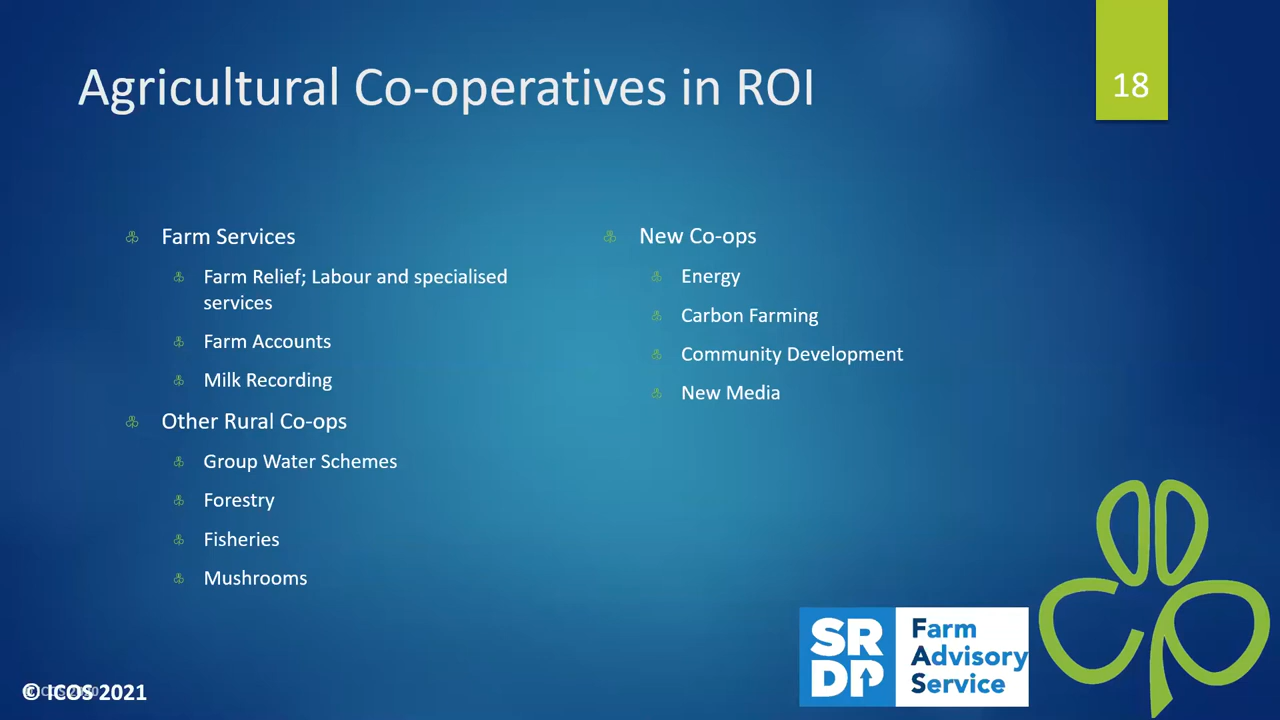 Agricultural Co-operatives in ROI
18
Farm Services
Farm Relief; Labour and specialised
services
Farm Accounts
Milk Recording
Other Rural Co-ops
Group Water Schemes
Forestry
Fisheries
Mushrooms
New Co-ops
Energy
Carbon Farming
Community Development
New Media
SR
DP
Farm
Advisory
Service
© ICOS 2021